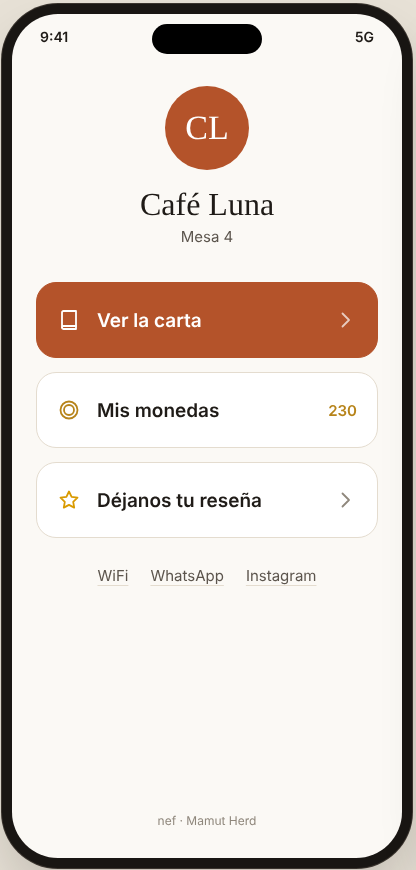 9:41 5G
CL
Café Luna
Mesa 4
Ver la carta
Mis monedas 230
Déjanos tu reseña
WiFi WhatsApp Instagram
nef · Mamut Herd